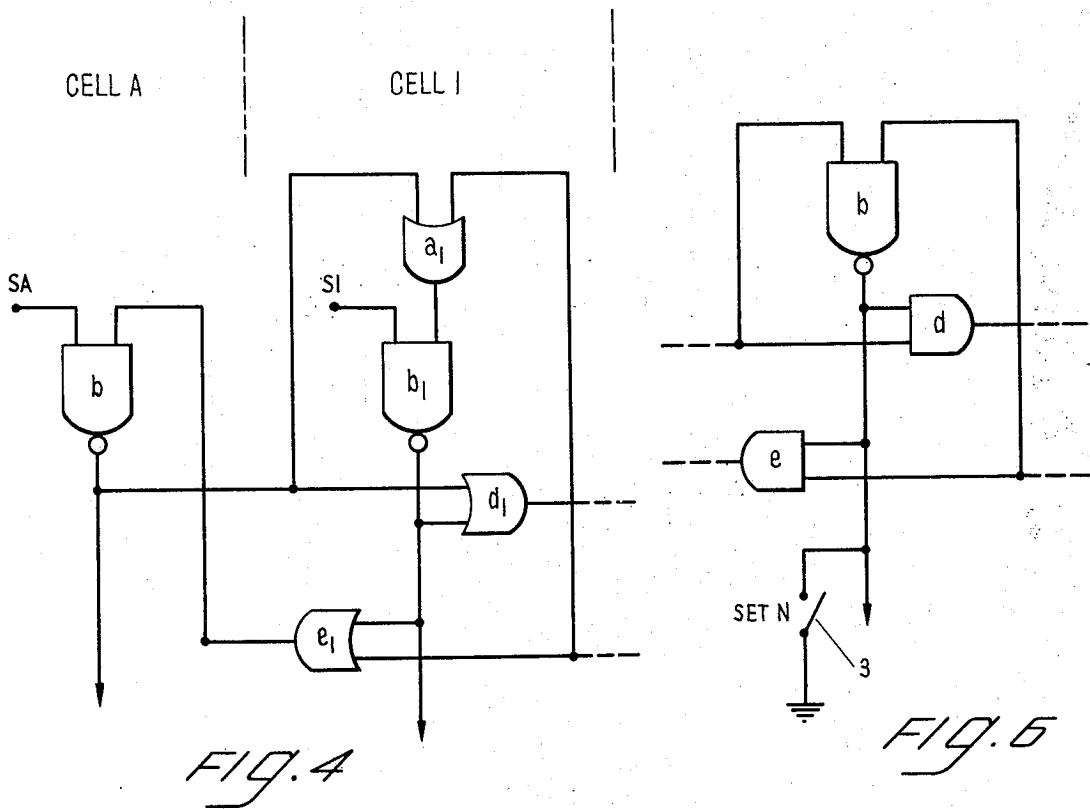 CELL A
CELL I
a1
SA
SI
b
b1
d1
e1
Fig. 4
b
d
e
SET N
3
Fig. 6